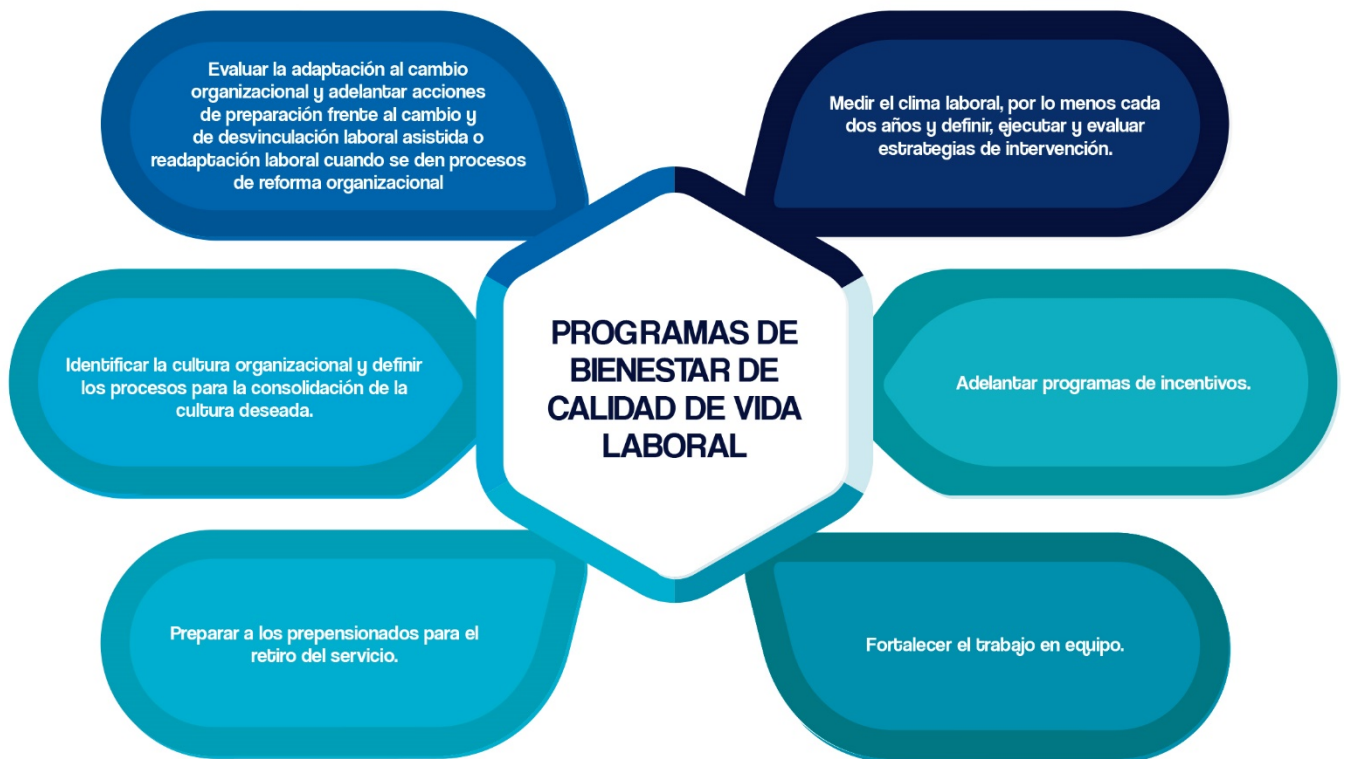 Evaluar la adaptación al cambio
organizacional y adelantar acciones
de preparación frente al cambio y
de desvinculación laboral asistida o
readaptación laboral cuando se den procesos
de reforma organizacional
Medir el clima laboral, por lo menos cada
dos años y definir, ejecutar y evaluar
estrategias de intervención.
Identificar la cultura organizacional y definir
los procesos para la consolidación de la
cultura deseada.
PROGRAMAS DE
BIENESTAR DE
CALIDAD DE VIDA
LABORAL
Adelantar programas de incentivos.
Preparar a los prepensionados para el
retiro del servicio.
Fortalecer el trabajo en equipo.